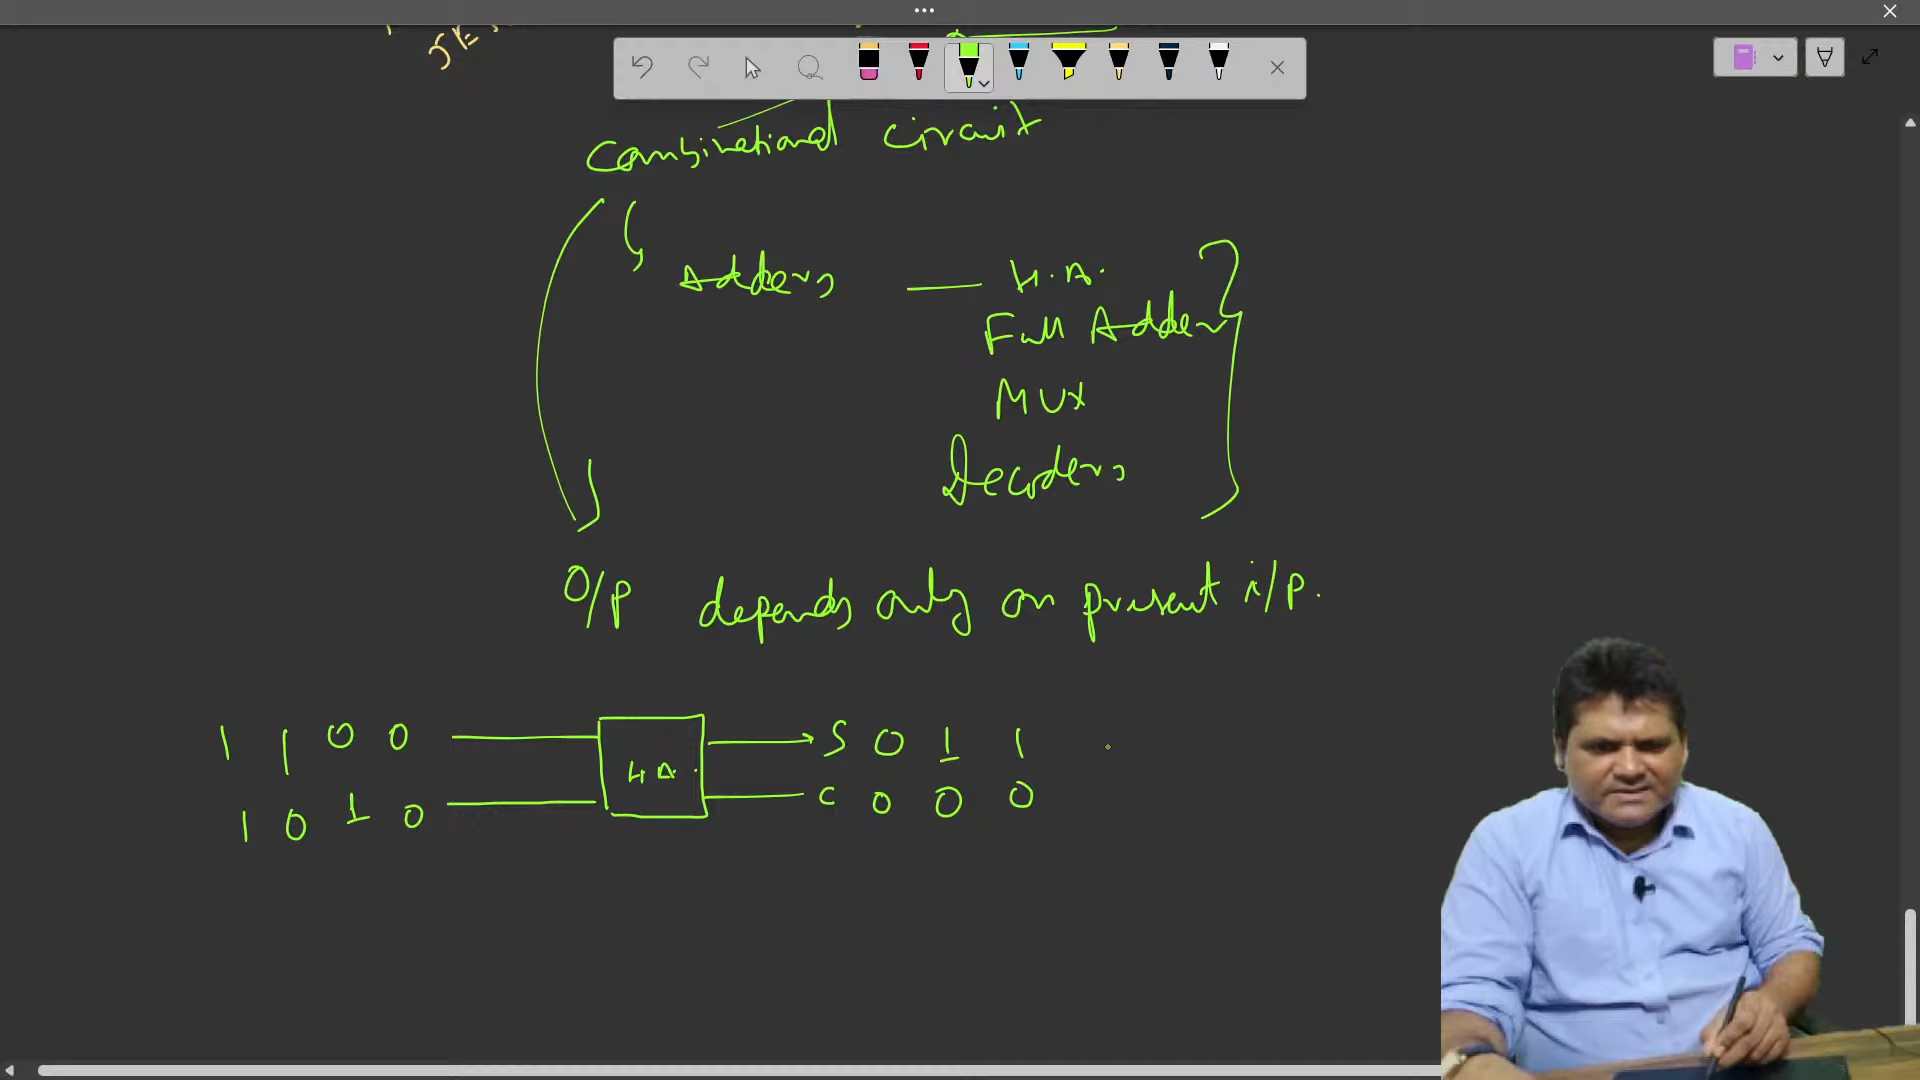 Combinational Circuit
Adders — H.A.
Full Adder
MUX
Decoders
O/P depends only on present i/p.
1 1 0 0
1 0 1 0
H.A.
S 0 1 1
C 0 0 0